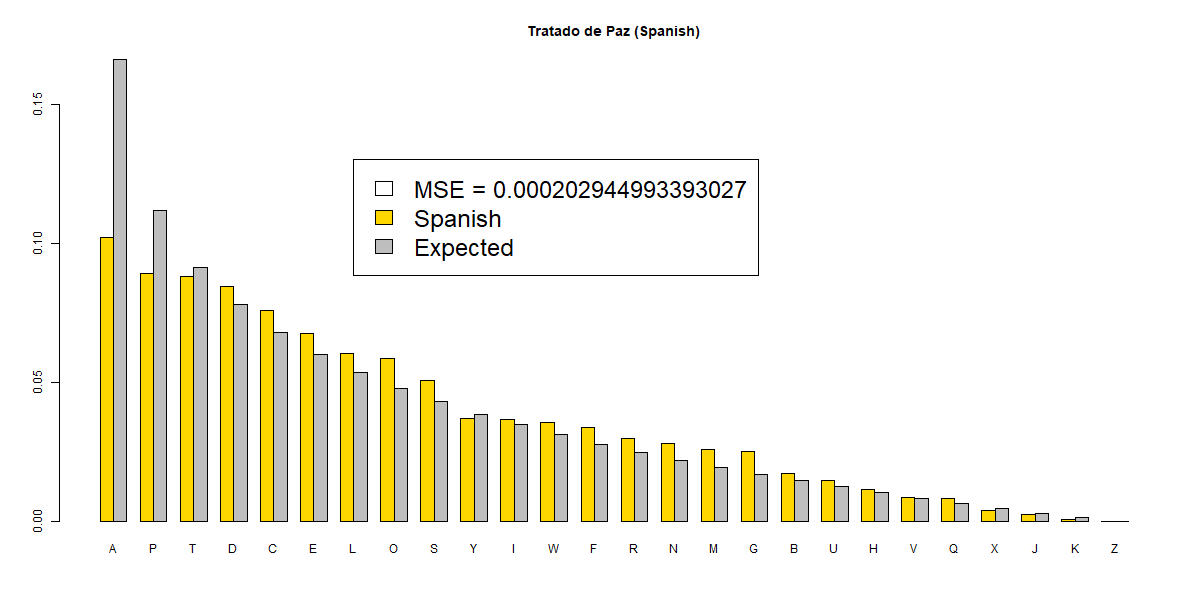 Tratado de Paz (Spanish)
0.15
0.10
0.05
0.00
MSE = 0.000202944993393027
Spanish
Expected
A P T D C E L O S Y I W F R N M G B U H V Q X J K Z